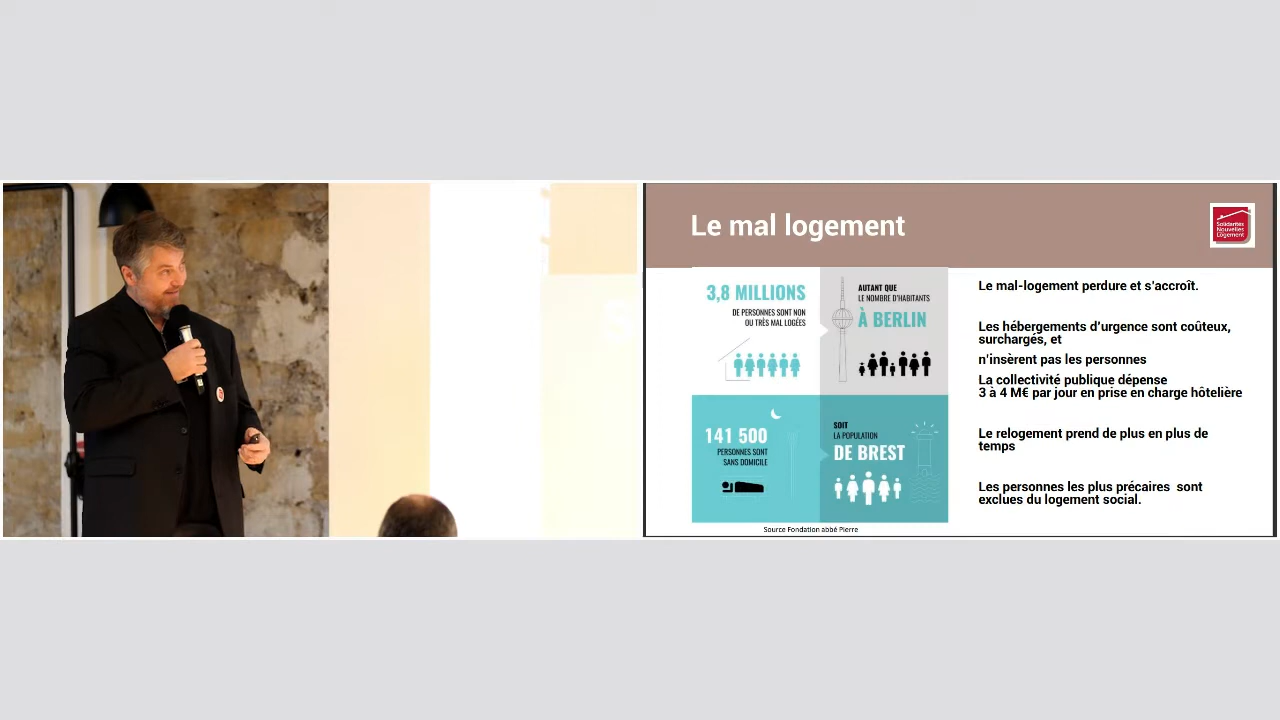 Le mal logement
Solidarités
Nouvelles
Logement
3,8 MILLIONS
DE PERSONNES SONT NON
OU TRÈS MAL LOGÉES
AUTANT QUE
LE NOMBRE D'HABITANTS
À BERLIN
141 500
PERSONNES SONT
SANS DOMICILE
SOIT
LA POPULATION
DE BREST
Source Fondation abbé Pierre
Le mal-logement perdure et s'accroît.
Les hébergements d'urgence sont coûteux,
surchargés, et
n'insèrent pas les personnes
La collectivité publique dépense
3 à 4 M€ par jour en prise en charge hôtelière
Le relogement prend de plus en plus de
temps
Les personnes les plus précaires  sont
exclues du logement social.